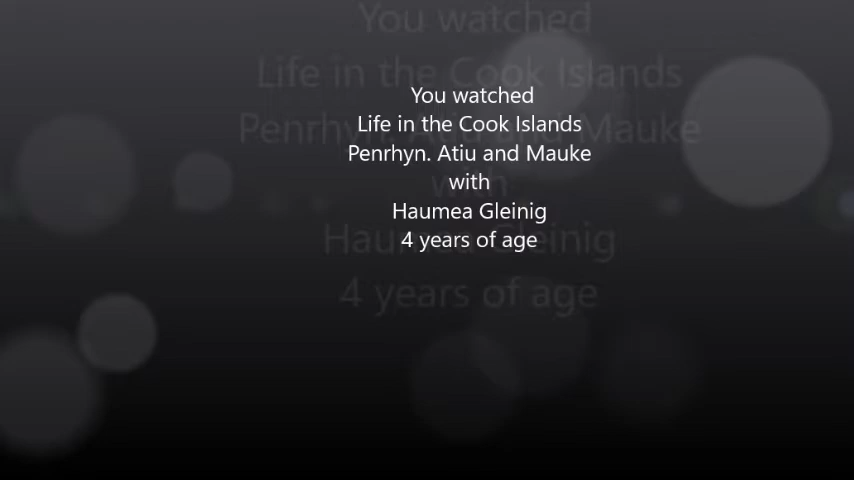 You watched
Life in the Cook Islands
Penrhyn. Atiu and Mauke
with
Haumea Gleinig
4 years of age